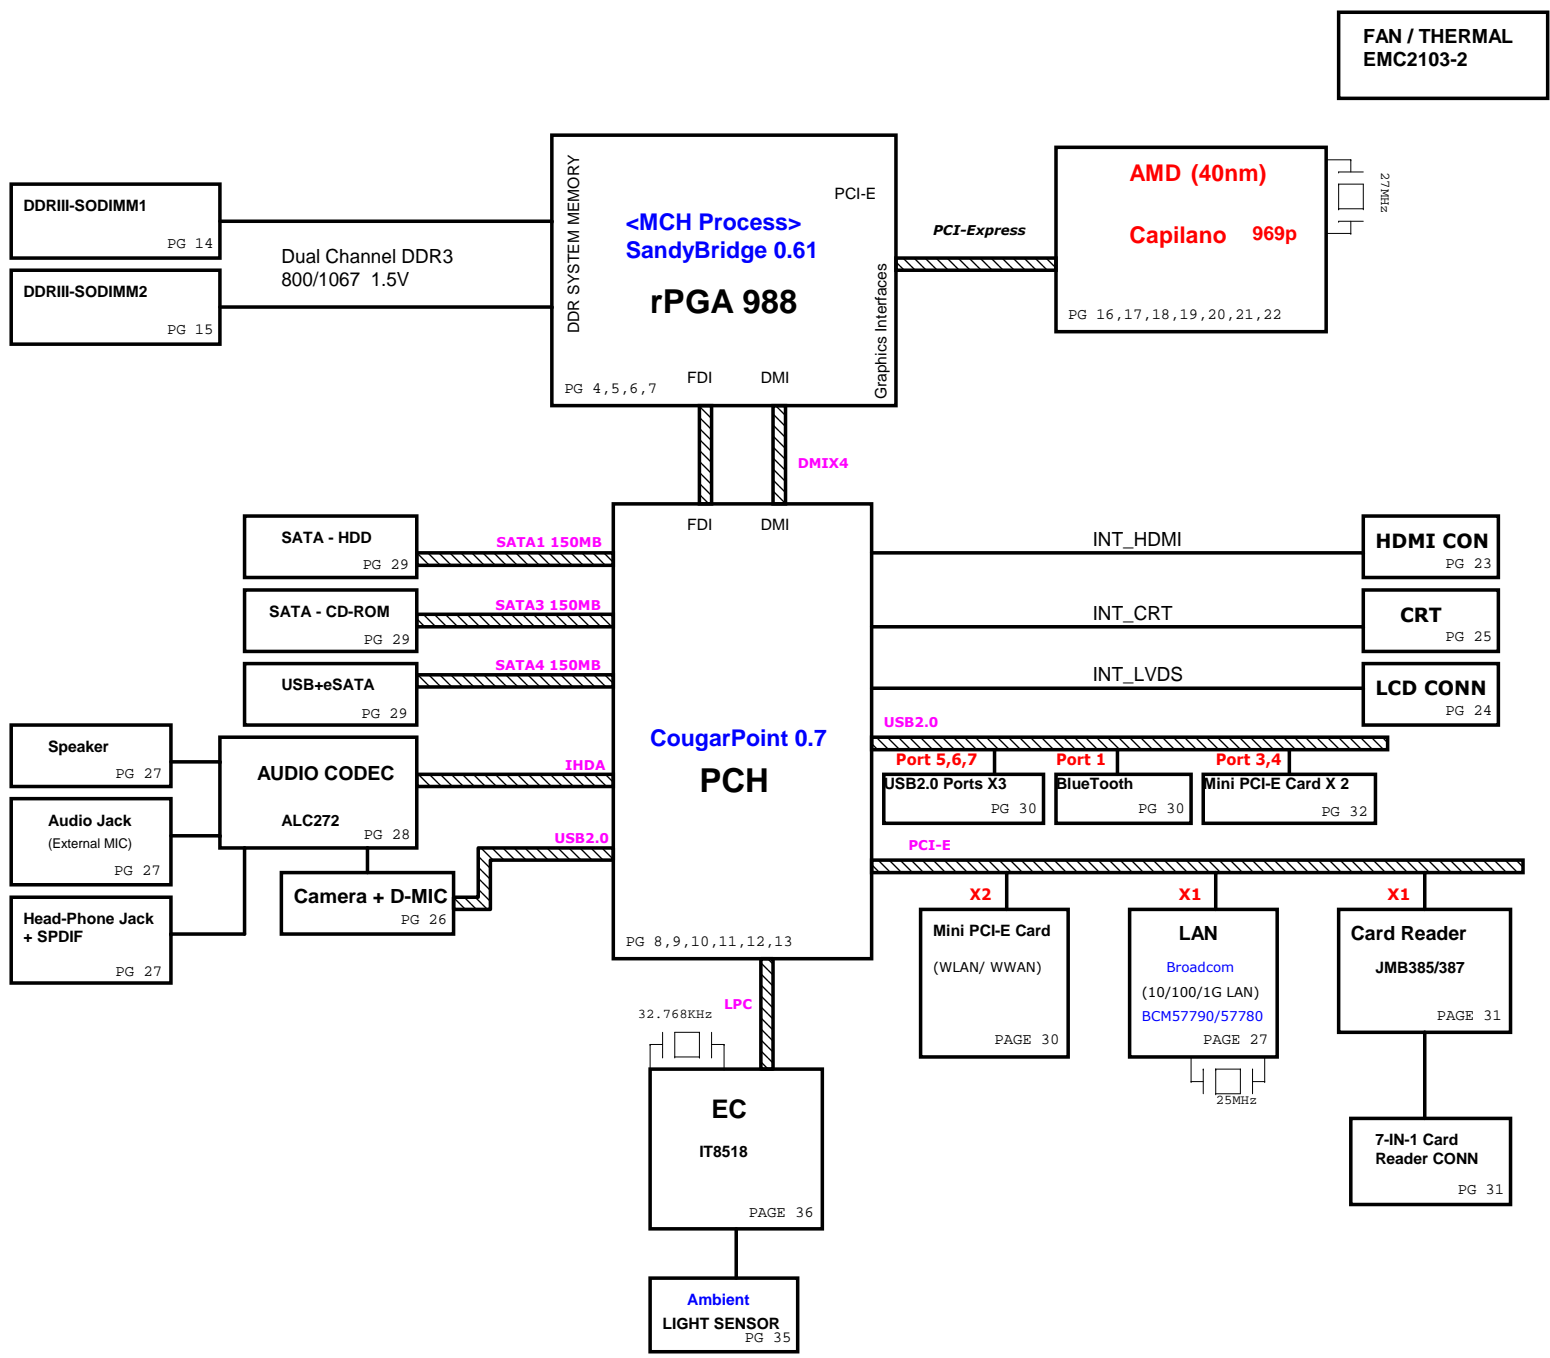 FAN / THERMAL
EMC2103-2
DDRIII-SODIMM1
PG 14
DDRIII-SODIMM2
PG 15
Dual Channel DDR3
800/1067 1.5V
DDR SYSTEM MEMORY
PCI-E
<MCH Process>
SandyBridge 0.61
rPGA 988
Graphics Interfaces
FDI
DMI
PG 4,5,6,7
PCI-Express
AMD (40nm)
Capilano 969p
PG 16,17,18,19,20,21,22
27MHz
DMIX4
FDI
DMI
CougarPoint 0.7
PCH
PG 8,9,10,11,12,13
SATA - HDD
PG 29
SATA1 150MB
SATA - CD-ROM
PG 29
SATA3 150MB
USB+eSATA
PG 29
SATA4 150MB
Speaker
PG 27
AUDIO CODEC
ALC272
PG 28
IHDA
Audio Jack
(External MIC)
PG 27
USB2.0
Camera + D-MIC
PG 26
Head-Phone Jack
+ SPDIF
PG 27
INT_HDMI
HDMI CON
PG 23
INT_CRT
CRT
PG 25
INT_LVDS
LCD CONN
PG 24
USB2.0
Port 5,6,7
USB2.0 Ports X3
PG 30
Port 1
BlueTooth
PG 30
Port 3,4
Mini PCI-E Card X 2
PG 32
PCI-E
X2
Mini PCI-E Card
(WLAN/ WWAN)
PAGE 30
X1
LAN
Broadcom
(10/100/1G LAN)
BCM57790/57780
PAGE 27
25MHz
X1
Card Reader
JMB385/387
PAGE 31
7-IN-1 Card
Reader CONN
PG 31
LPC
32.768KHz
EC
IT8518
PAGE 36
Ambient
LIGHT SENSOR
PG 35